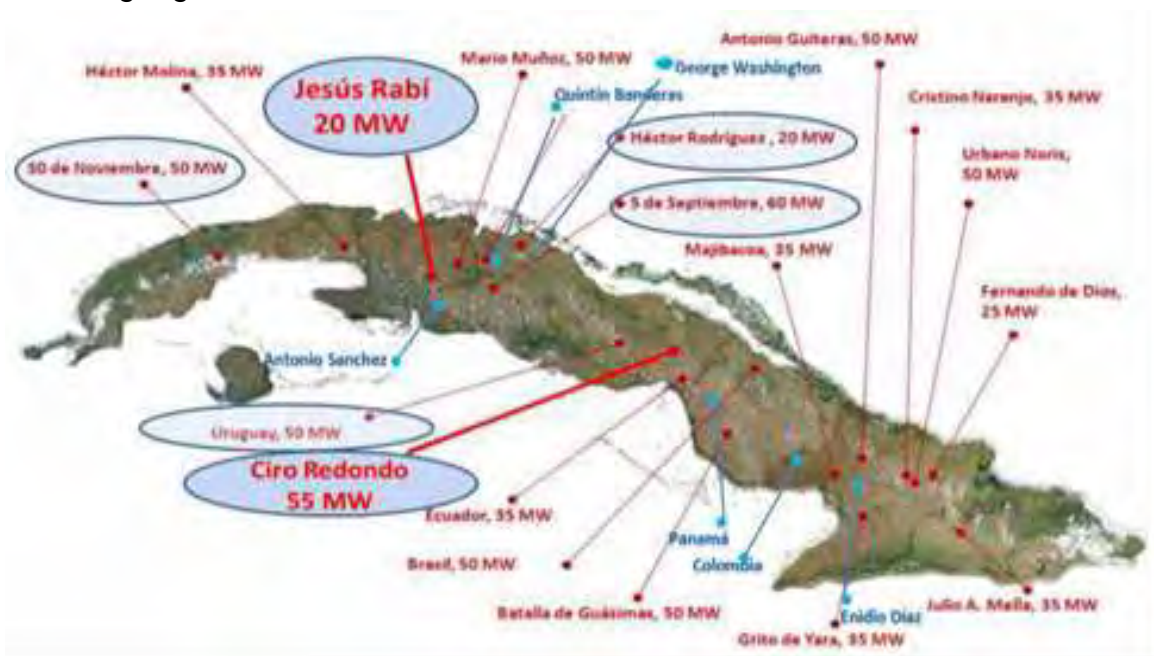 Antonio Guiteras, 50 MW
Mario Muñoz, 50 MW
George Washington
Héctor Molina, 35 MW
Jesús Rabí
20 MW
Quintín Banderas
Cristino Naranjo, 35 MW
Héctor Rodríguez , 20 MW
Urbano Noris,
50 MW
30 de Noviembre, 50 MW
5 de Septiembre, 60 MW
Majibacoa, 35 MW
Fernando de Dios,
25 MW
Antonio Sanchez
Uruguay, 50 MW
Ciro Redondo
55 MW
Ecuador, 35 MW
Panamá
Brasil, 50 MW
Colombia
Batalla de Guásimas, 50 MW
Julio A. Mella, 35 MW
Enidio Díaz
Grito de Yara, 35 MW